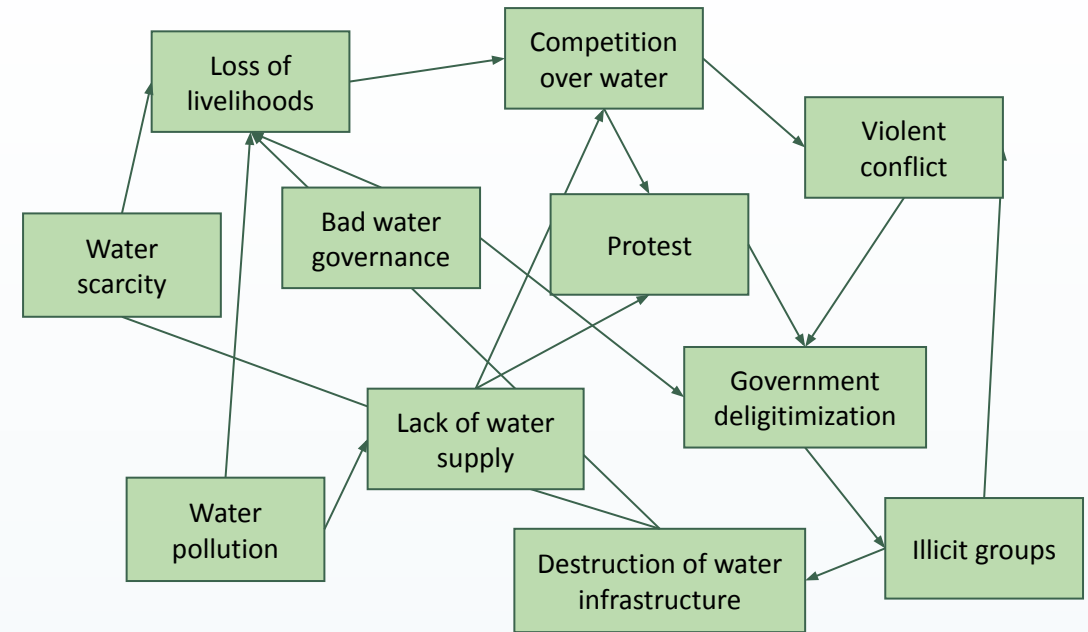 Loss of
livelihoods
Competition
over water
Violent
conflict
Water
scarcity
Bad water
governance
Protest
Government
deligitimization
Lack of water
supply
Water
pollution
Destruction of water
infrastructure
Illicit groups